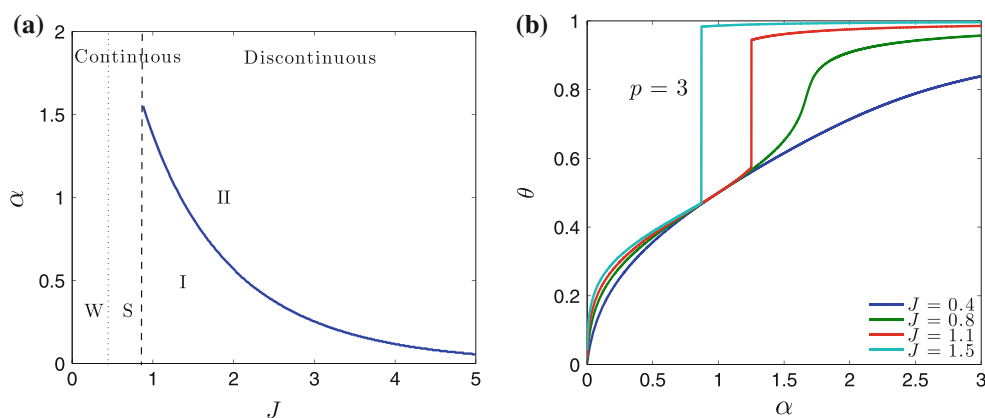 (a)
Continuous Discontinuous
2
1.5
1
0.5
0
α
W S I II
0 1 2 3 4 5
J
(b)
p = 3
1
0.8
0.6
0.4
0.2
0
θ
J = 0.4
J = 0.8
J = 1.1
J = 1.5
0 0.5 1 1.5 2 2.5 3
α